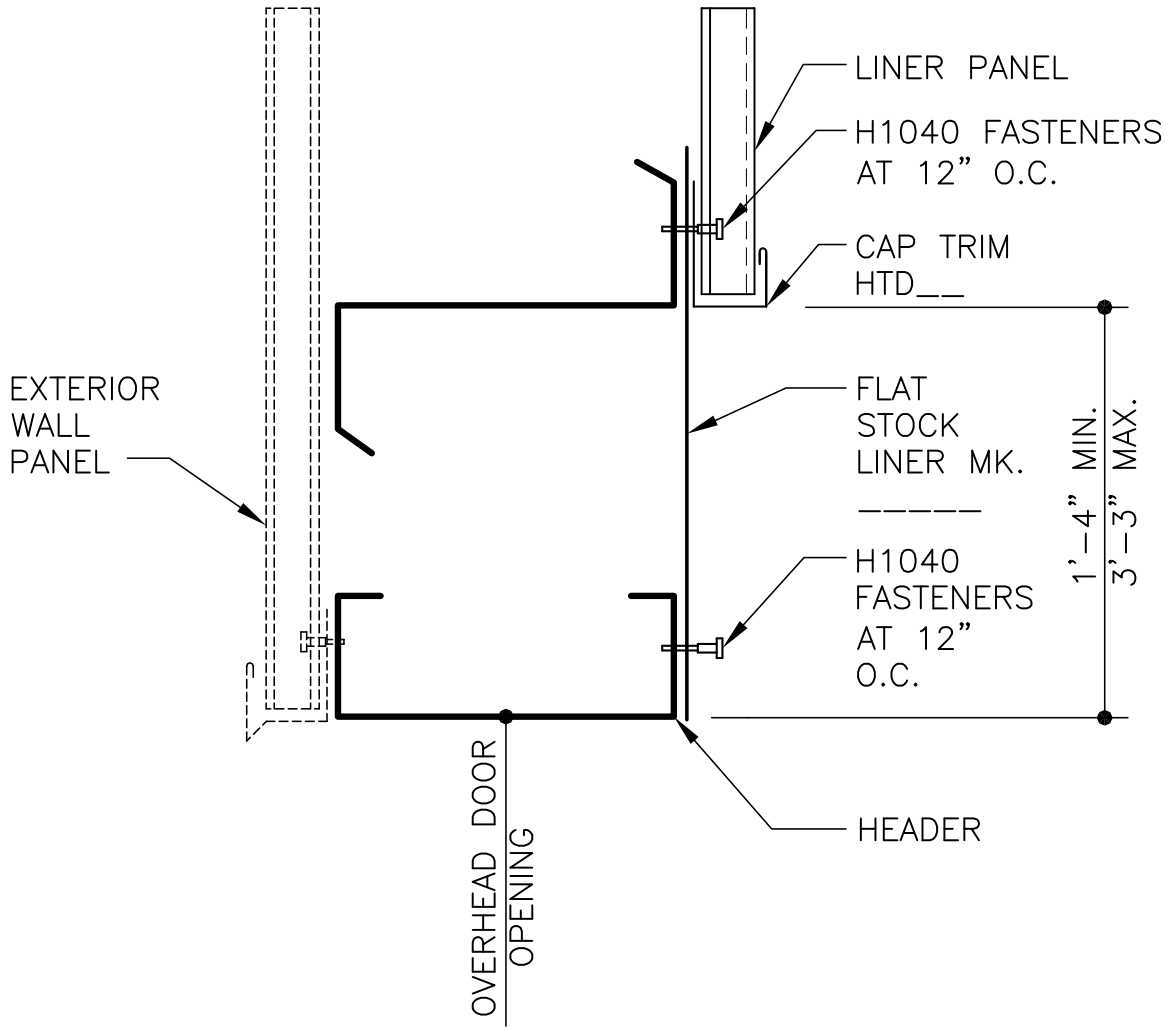 LINER PANEL
H1040 FASTENERS
AT 12” O.C.
CAP TRIM
HTD__
EXTERIOR
WALL
PANEL
FLAT
STOCK
LINER MK.
_____
1'-4” MIN.
3'-3” MAX.
H1040
FASTENERS
AT 12”
O.C.
HEADER
OVERHEAD DOOR
OPENING